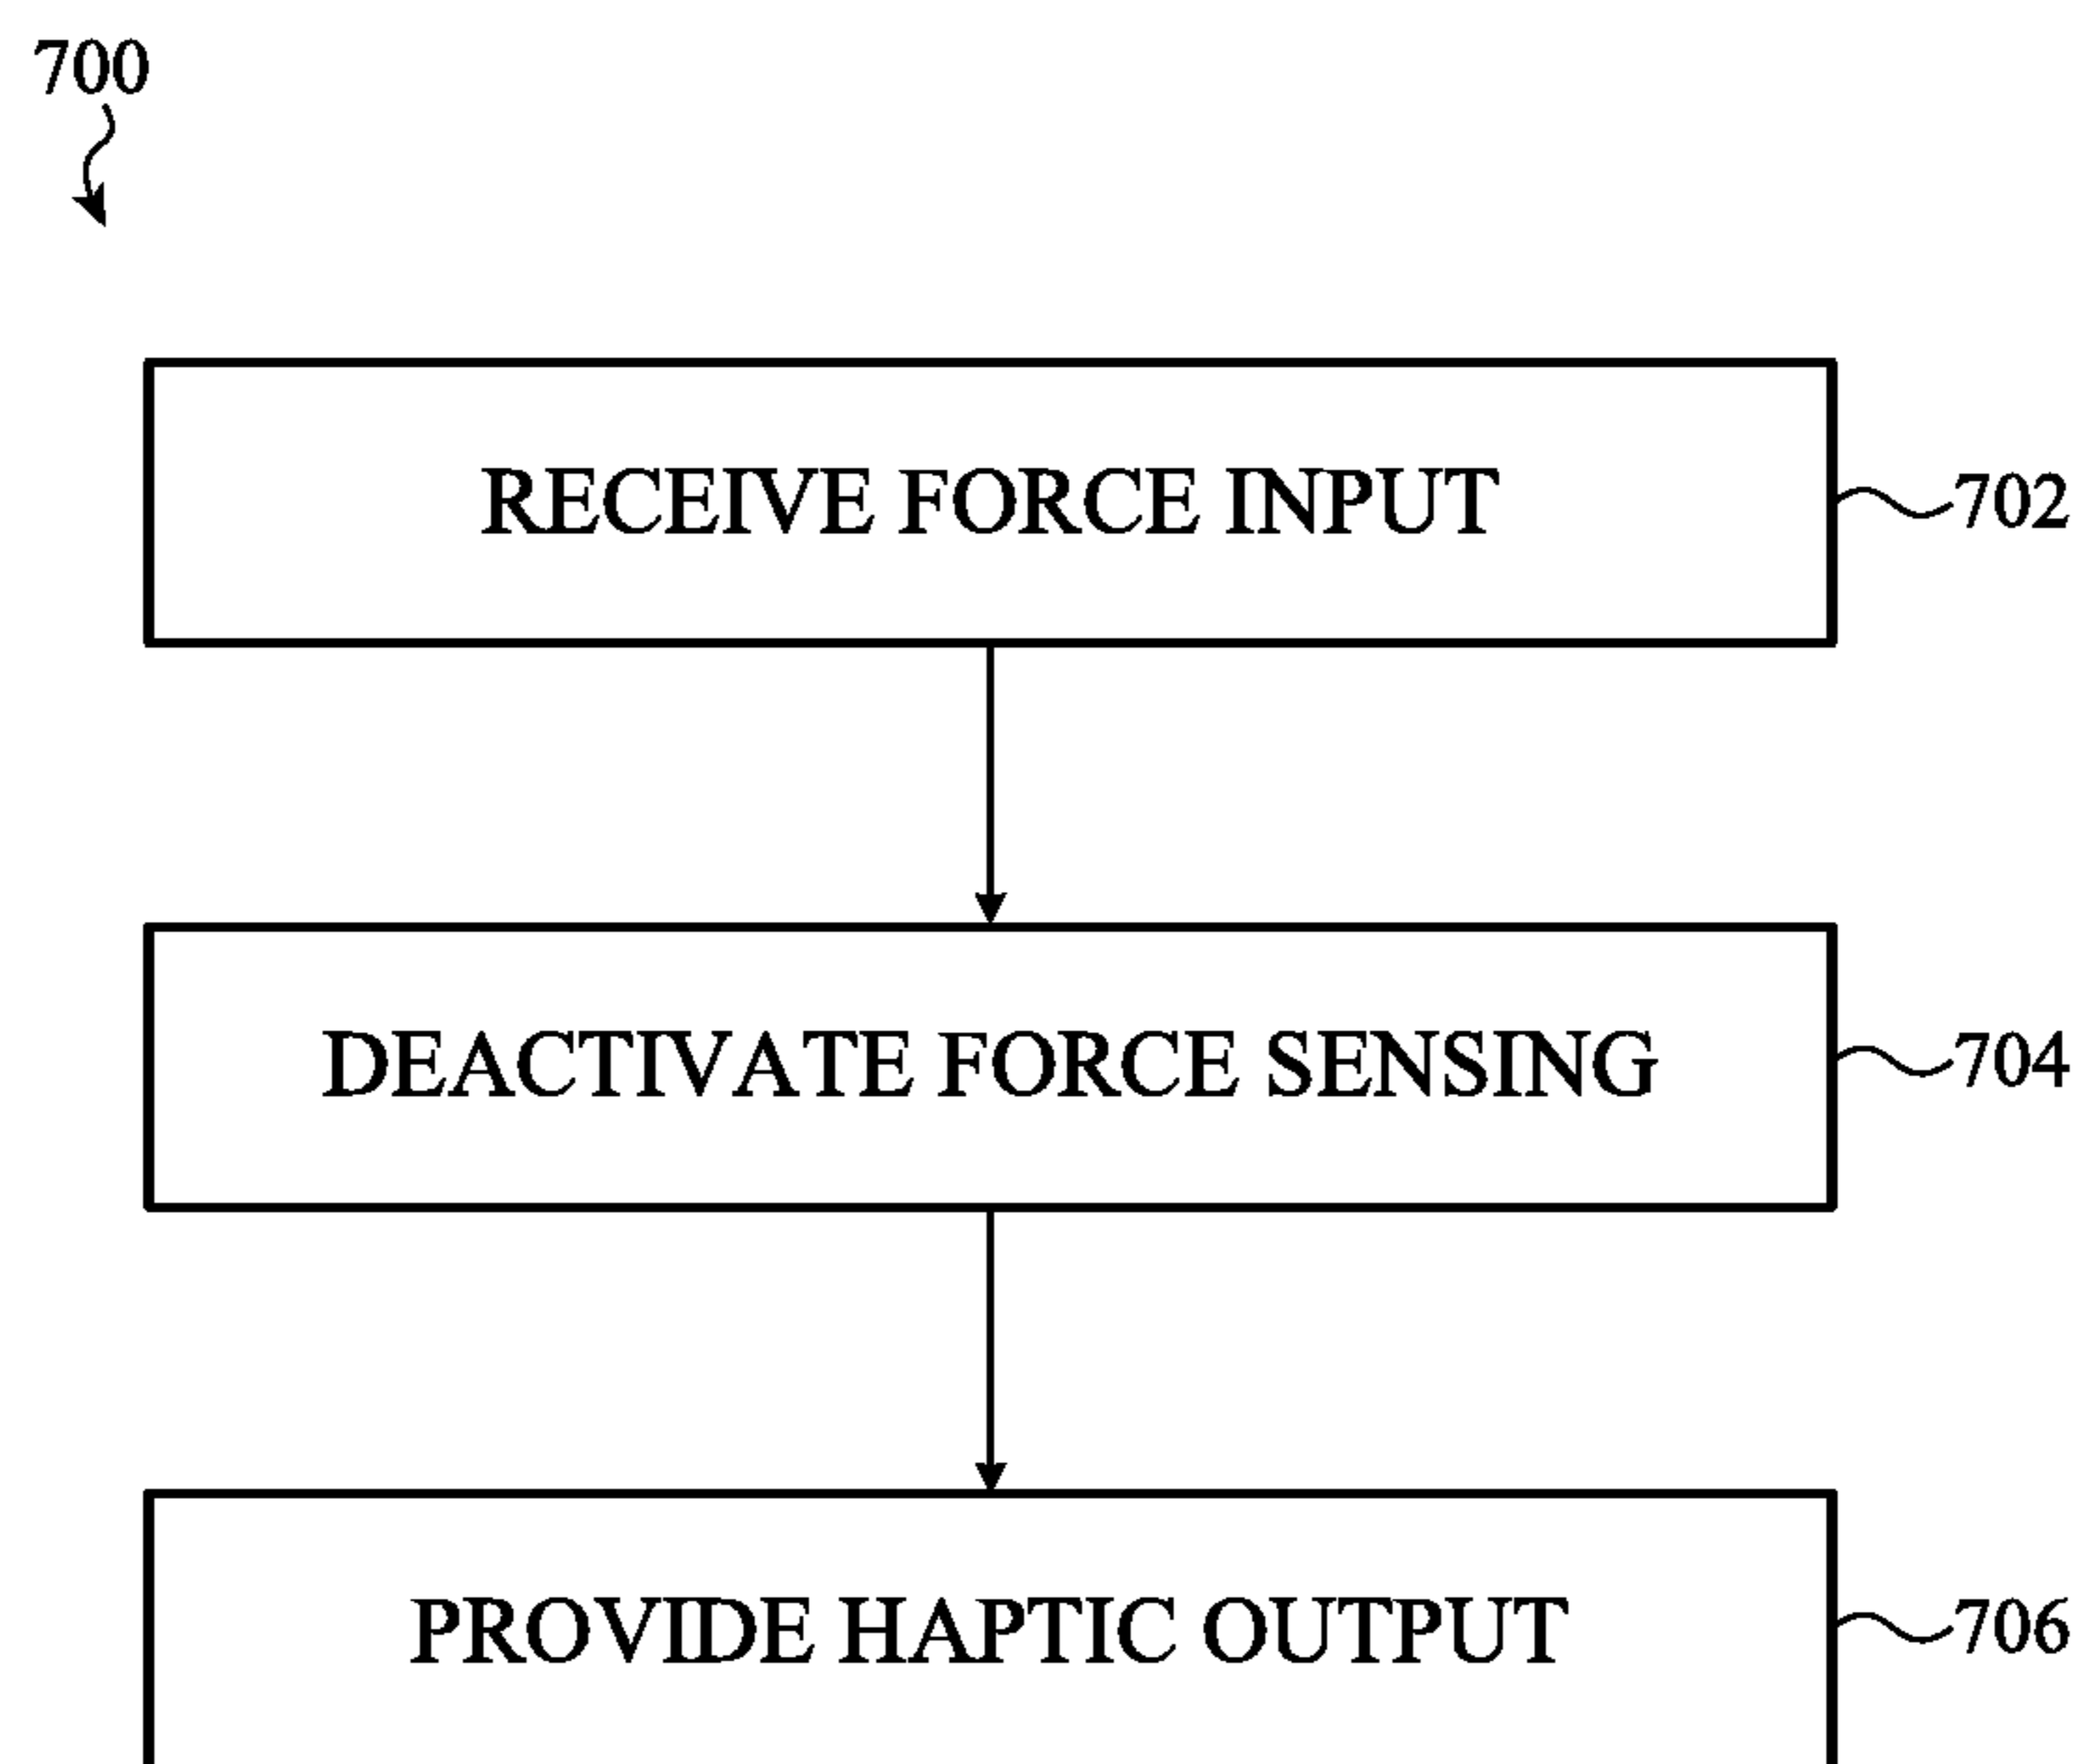 700
RECEIVE FORCE INPUT
702
DEACTIVATE FORCE SENSING
704
PROVIDE HAPTIC OUTPUT
706